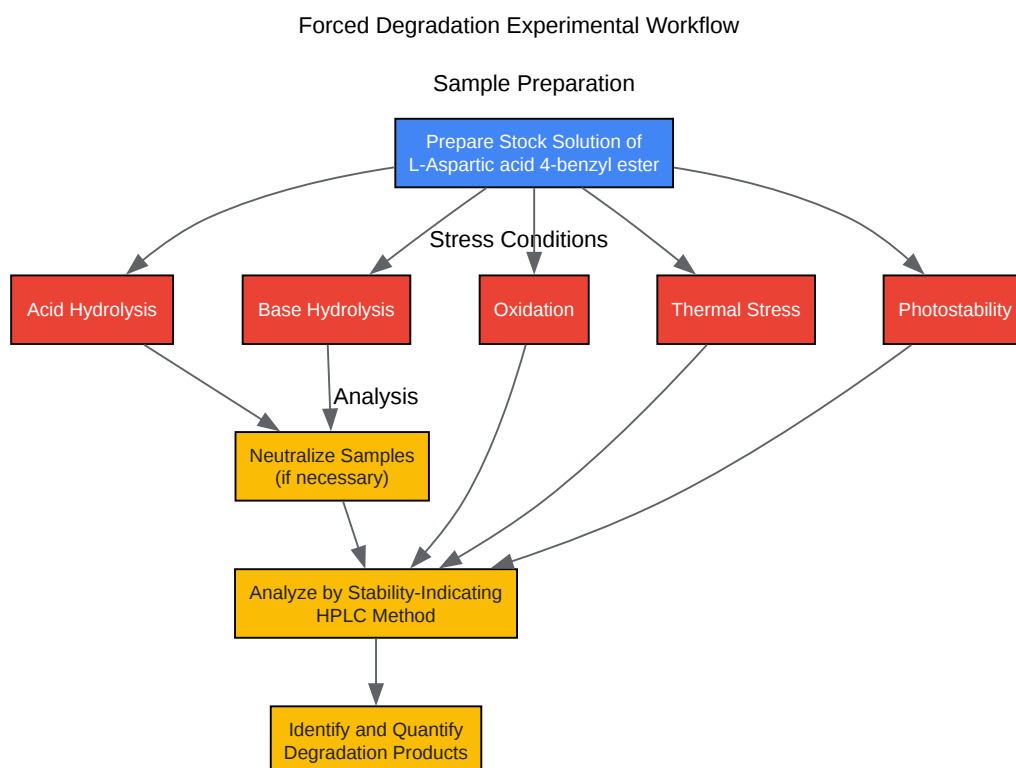 Forced Degradation Experimental Workflow
Sample Preparation
Prepare Stock Solution of
L-Aspartic acid 4-benzyl ester
Stress Conditions
Acid Hydrolysis
Base Hydrolysis
Oxidation
Thermal Stress
Photostability
Analysis
Neutralize Samples
(if necessary)
Analyze by Stability-Indicating
HPLC Method
Identify and Quantify
Degradation Products